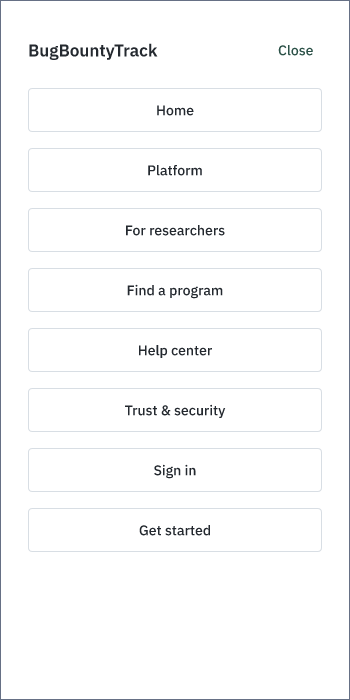 BugBountyTrack
Close
Home
Platform
For researchers
Find a program
Help center
Trust & security
Sign in
Get started